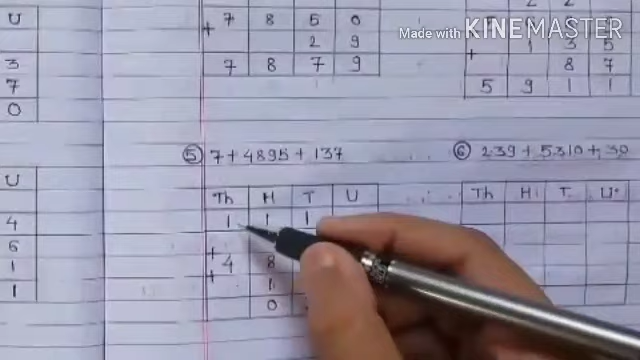 Made with KINEMASTER
U
3
7
0
+ 7 8 5 0
2 9
7 8 7 9
+ 1 3 5
8 7
5 9 1 1
⑤ 7 + 4895 + 137
⑥ 239 + 5310 + 30
U
4
6
1
1
Th H T U
1 1 1
+ 4 8
+ 1
0
Th H T U